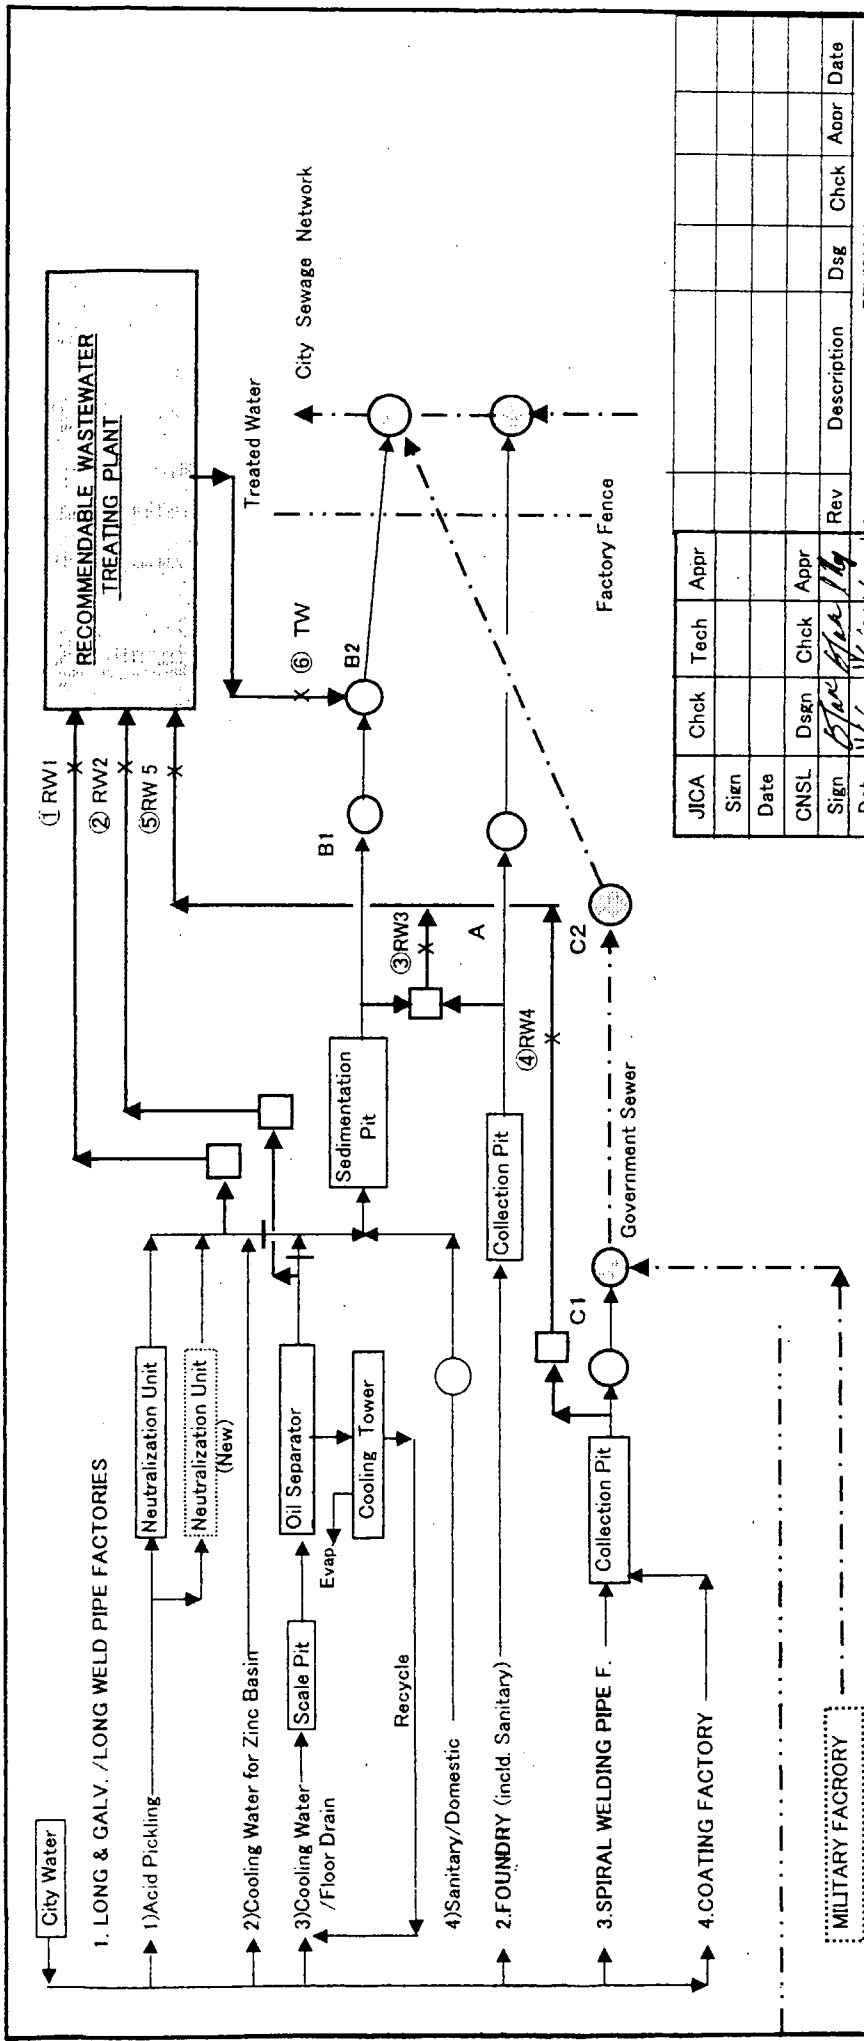 City Water
1. LONG & GALV. /LONG WELD PIPE FACTORIES
1)Acid Pickling
Neutralization Unit
Neutralization Unit
(New)
2)Cooling Water for Zinc Basin
3)Cooling Water
/Floor Drain
Scale Pit
Oil Separator
Evap
Cooling Tower
Recycle
4)Sanitary/Domestic
2.FOUNDRY (incld. Sanitary)
3.SPIRAL WELDING PIPE F.
4.COATING FACTORY
MILITARY FACRORY
Sedimentation
Pit
Collection Pit
Collection Pit
C1
Government Sewer
C2
① RW1
② RW2
⑤RW 5
③RW3
④RW4
A
B1
B2
⑥ TW
RECOMMENDABLE WASTEWATER
TREATING PLANT
Treated Water
City Sewage Network
Factory Fence
JICA Chck Tech Appr
Sign
Date
CNSL Dsgn Chck Appr
Sign
Rev Description Dsg Chck Appr Date